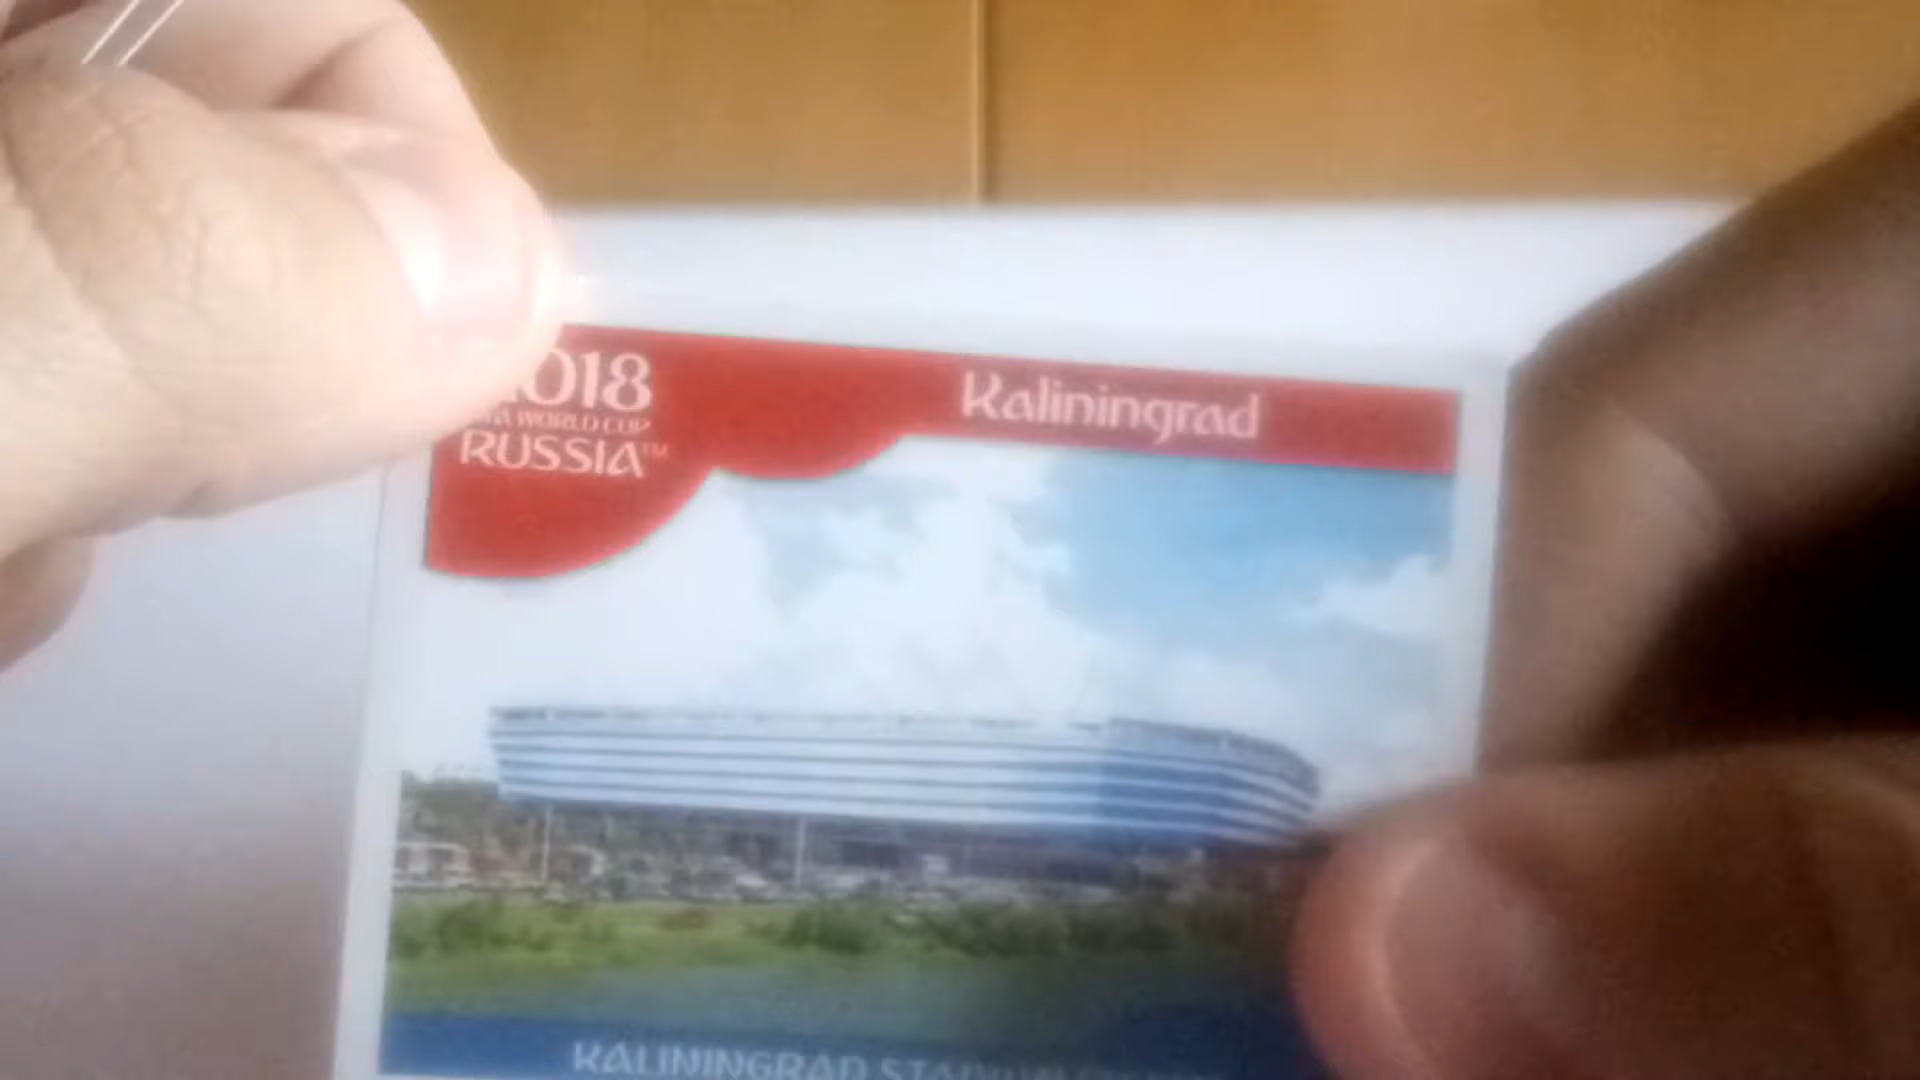 2018
FIFA WORLD CUP
RUSSIA™
Kaliningrad
KALININGRAD STADIUM